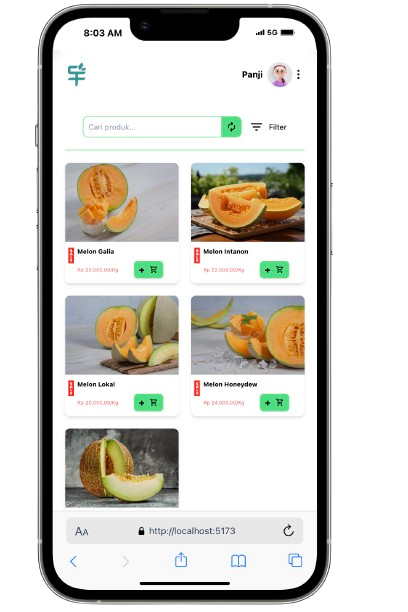 8:03 AM
5G
Panji
Cari produk...
Filter
Melon Galia
Rp 20.000,00/Kg
+
Melon Intanon
Rp 22.000,00/Kg
+
Melon Lokal
Rp 20.000,00/Kg
+
Melon Honeydew
Rp 24.000,00/Kg
+
AA
http://localhost:5173